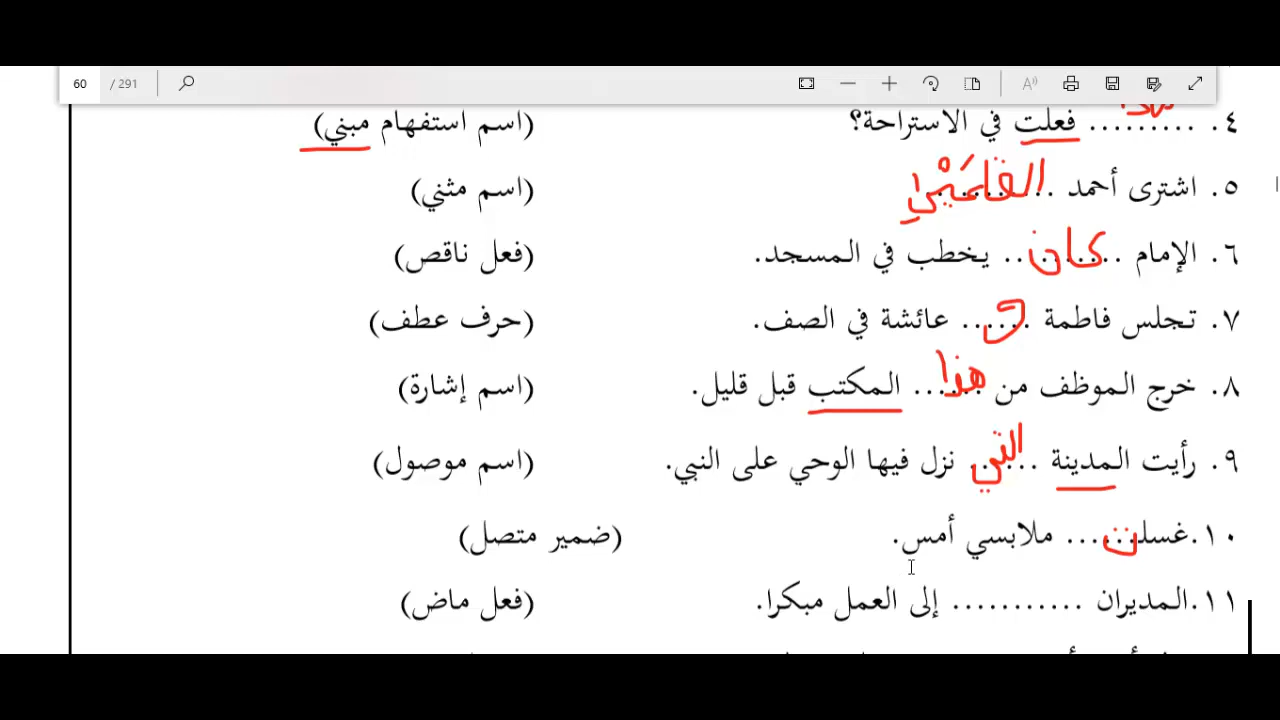 60 / 291
٤. ......... فعلت في الاستراحة؟ (اسم استفهام مبني)
٥. اشترى أحمد القلمَيْنِ (اسم مثني)
٦. الإمام كان يخطب في المسجد. (فعل ناقص)
٧. تجلس فاطمة و عائشة في الصف. (حرف عطف)
٨. خرج الموظف من هذا المكتب قبل قليل. (اسم إشارة)
٩. رأيت المدينة التي نزل فيها الوحي على النبي. (اسم موصول)
١٠. غسلت ...... ملابسي أمس. (ضمير متصل)
١١. المديران ........... إلى العمل مبكرا. (فعل ماض)